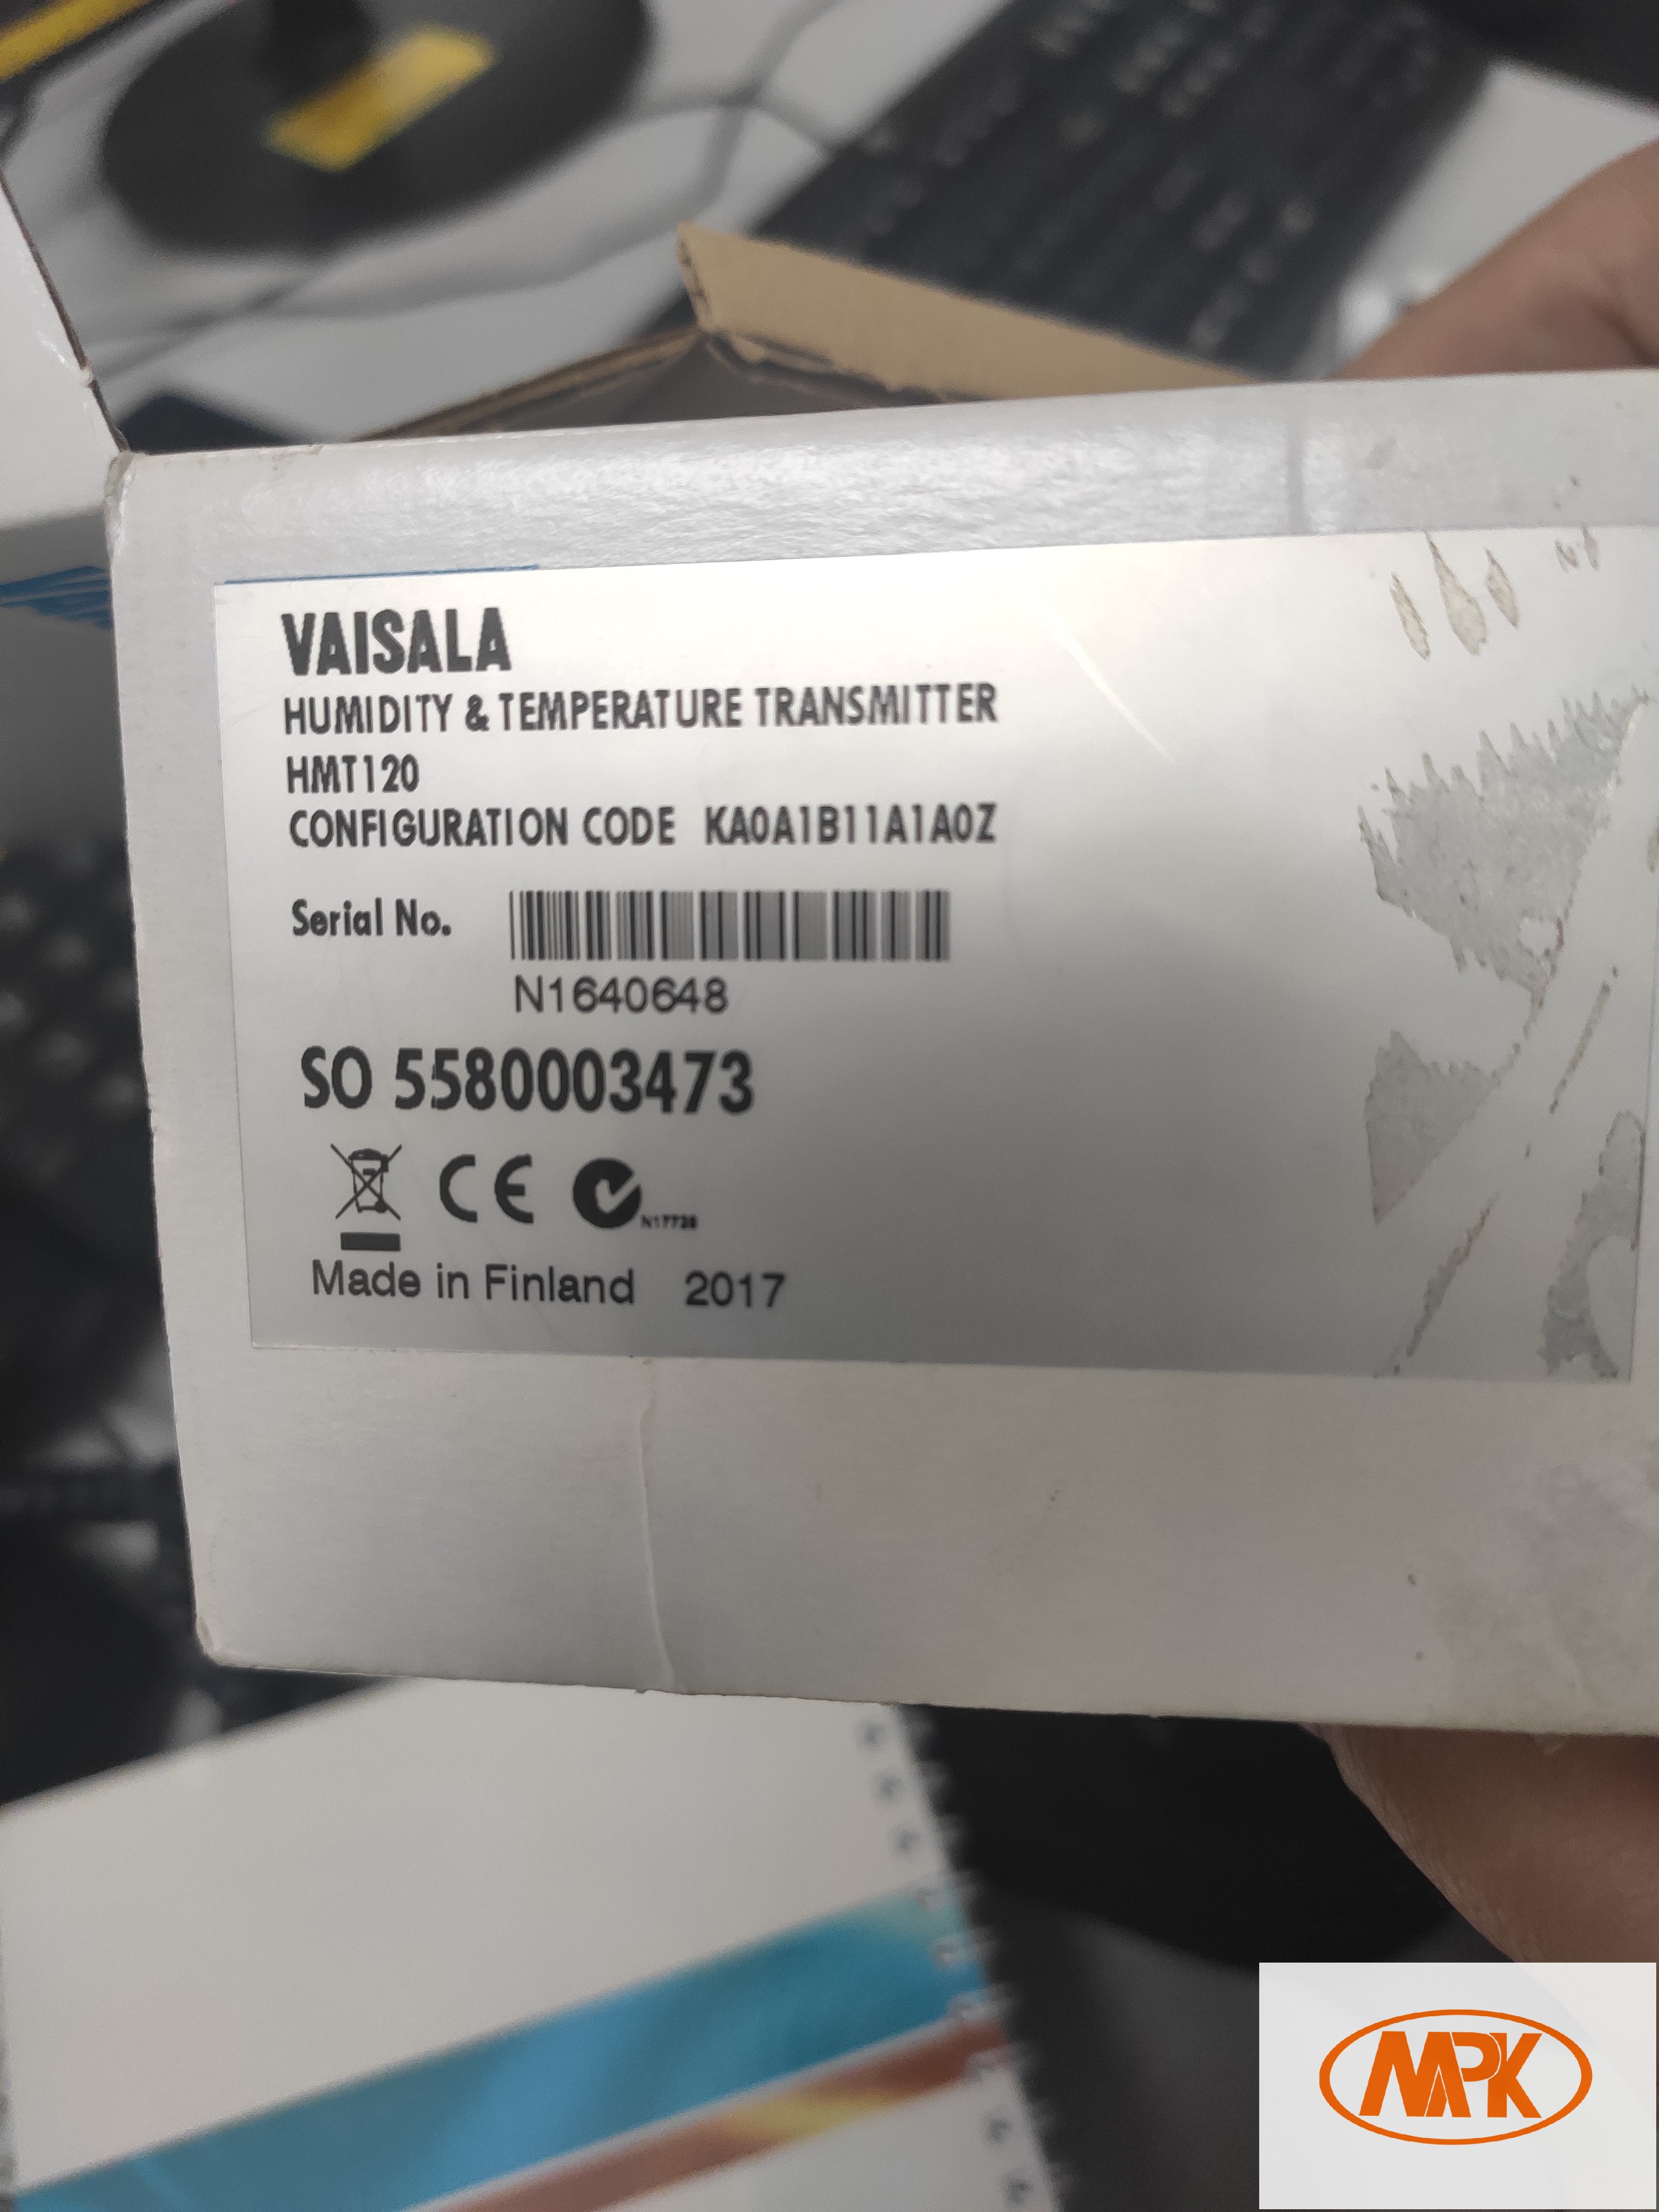 VAISALA
HUMIDITY & TEMPERATURE TRANSMITTER
HMT120
CONFIGURATION CODE KA0A1B11A1A0Z
Serial No.
N1640648
SO 5580003473
CE N17728
Made in Finland 2017
MPK